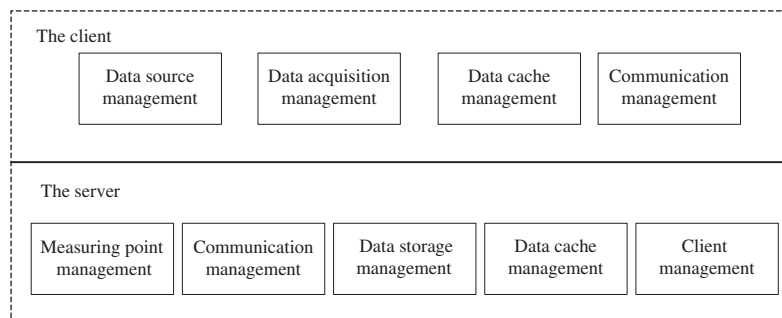 The client
Data source
management
Data acquisition
management
Data cache
management
Communication
management
The server
Measuring point
management
Communication
management
Data storage
management
Data cache
management
Client
management